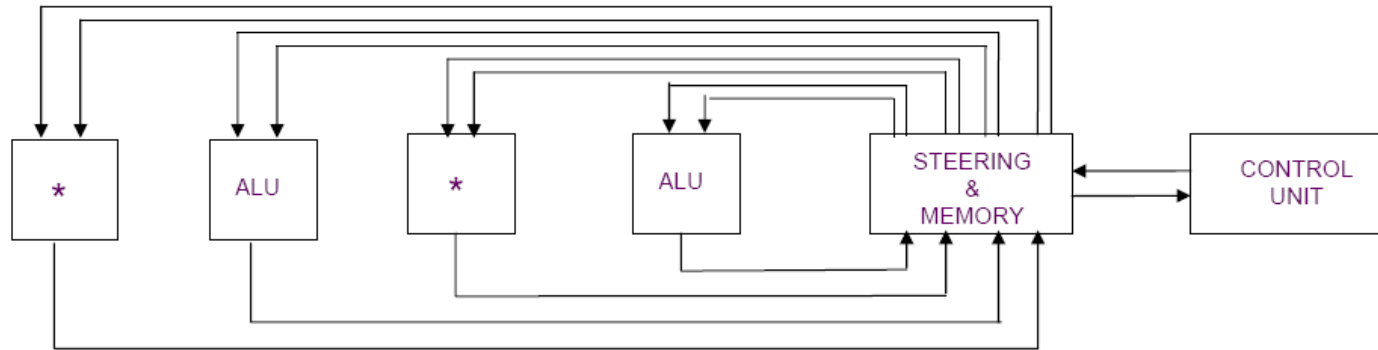 *
ALU
*
ALU
STEERING
&
MEMORY
CONTROL
UNIT